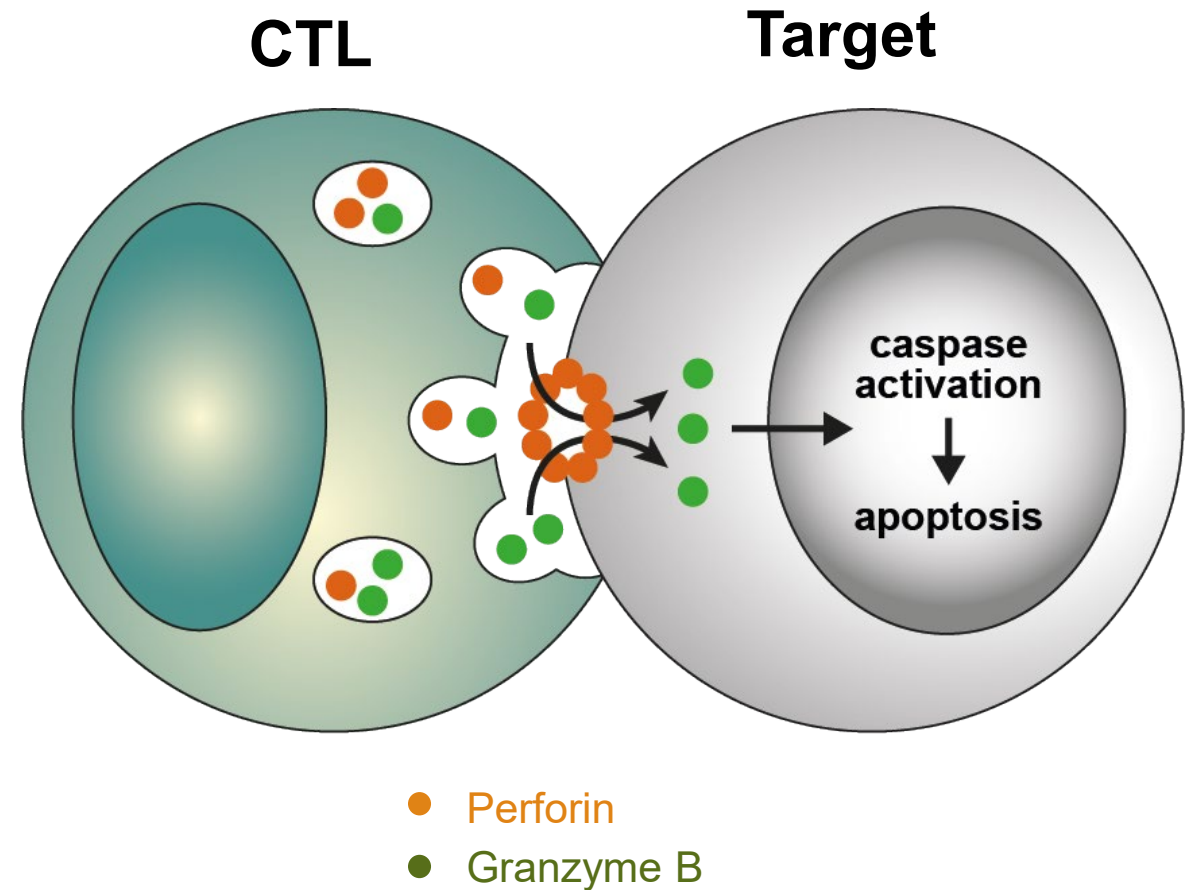 CTL
Target
caspase
activation
apoptosis
Perforin
Granzyme B